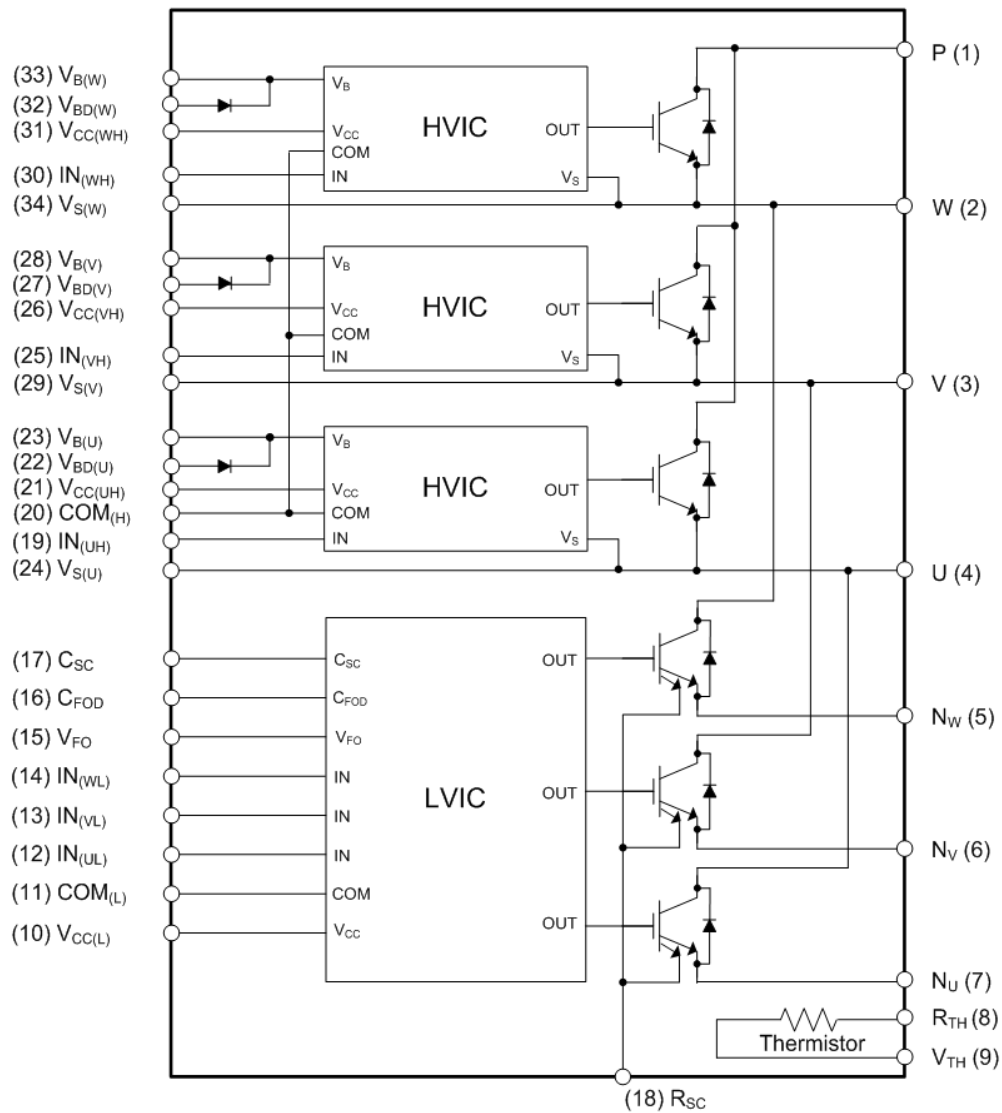 (33) VB(W)
(32) VBD(W)
(31) VCC(WH)
(30) IN(WH)
(34) VS(W)
(28) VB(V)
(27) VBD(V)
(26) VCC(VH)
(25) IN(VH)
(29) VS(V)
(23) VB(U)
(22) VBD(U)
(21) VCC(UH)
(20) COM(H)
(19) IN(UH)
(24) VS(U)
(17) CSC
(16) CFOD
(15) VFO
(14) IN(WL)
(13) IN(VL)
(12) IN(UL)
(11) COM(L)
(10) VCC(L)
VB
VCC
COM
IN
HVIC
OUT
VS
VB
VCC
COM
IN
HVIC
OUT
VS
VB
VCC
COM
IN
HVIC
OUT
VS
CSC
CFOD
VFO
IN
IN
IN
COM
VCC
LVIC
OUT
OUT
OUT
P (1)
W (2)
V (3)
U (4)
NW (5)
NV (6)
NU (7)
RTH (8)
VTH (9)
Thermistor
(18) RSC